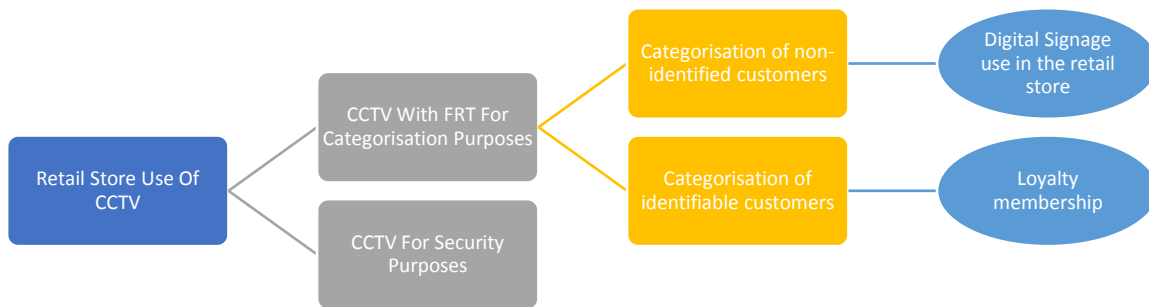 Retail Store Use Of
CCTV
CCTV With FRT For
Categorisation Purposes
CCTV For Security
Purposes
Categorisation of non-
identified customers
Categorisation of
identifiable customers
Digital Signage
use in the retail
store
Loyalty
membership